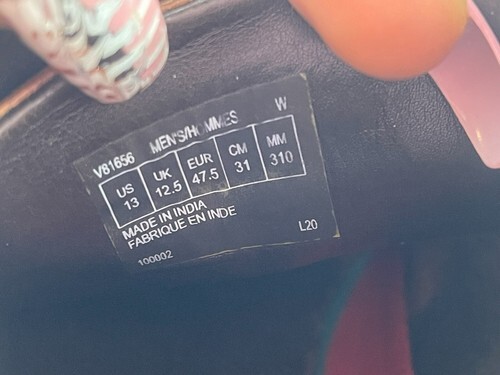 V81656 MEN'S/HOMMES W
US UK EUR CM MM
13 12.5 47.5 31 310
MADE IN INDIA
FABRIQUE EN INDE
100002 L20